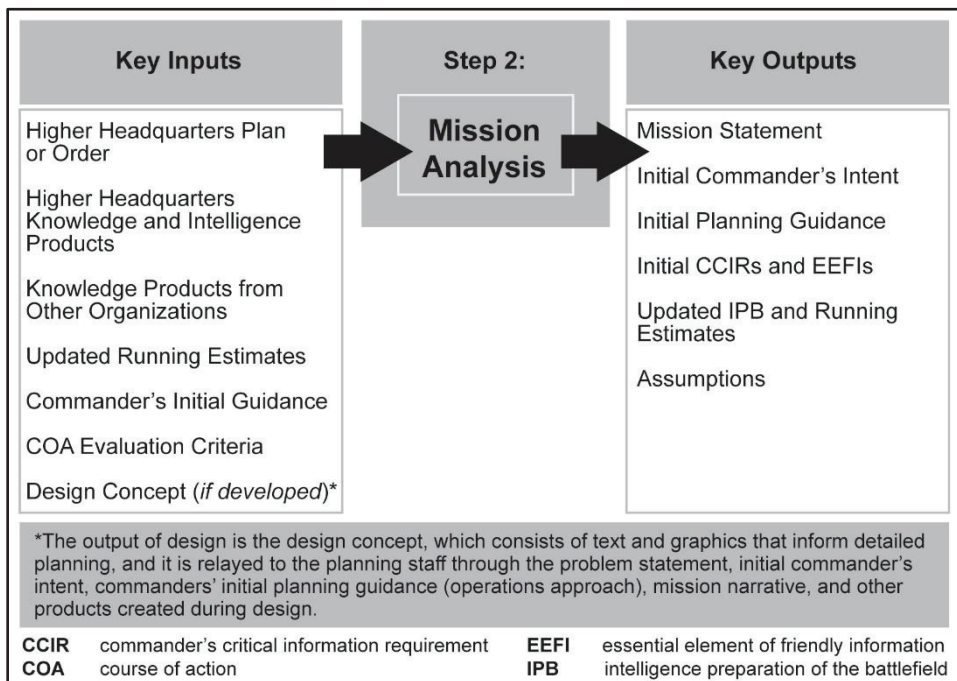 Key Inputs
Higher Headquarters Plan
or Order
Higher Headquarters
Knowledge and Intelligence
Products
Knowledge Products from
Other Organizations
Updated Running Estimates
Commander’s Initial Guidance
COA Evaluation Criteria
Design Concept (if developed)*
Step 2:
Mission
Analysis
Key Outputs
Mission Statement
Initial Commander’s Intent
Initial Planning Guidance
Initial CCIRs and EEFIs
Updated IPB and Running
Estimates
Assumptions
*The output of design is the design concept, which consists of text and graphics that inform detailed
planning, and it is relayed to the planning staff through the problem statement, initial commander’s
intent, commanders’ initial planning guidance (operations approach), mission narrative, and other
products created during design.
CCIR commander’s critical information requirement
COA course of action
EEFI essential element of friendly information
IPB intelligence preparation of the battlefield